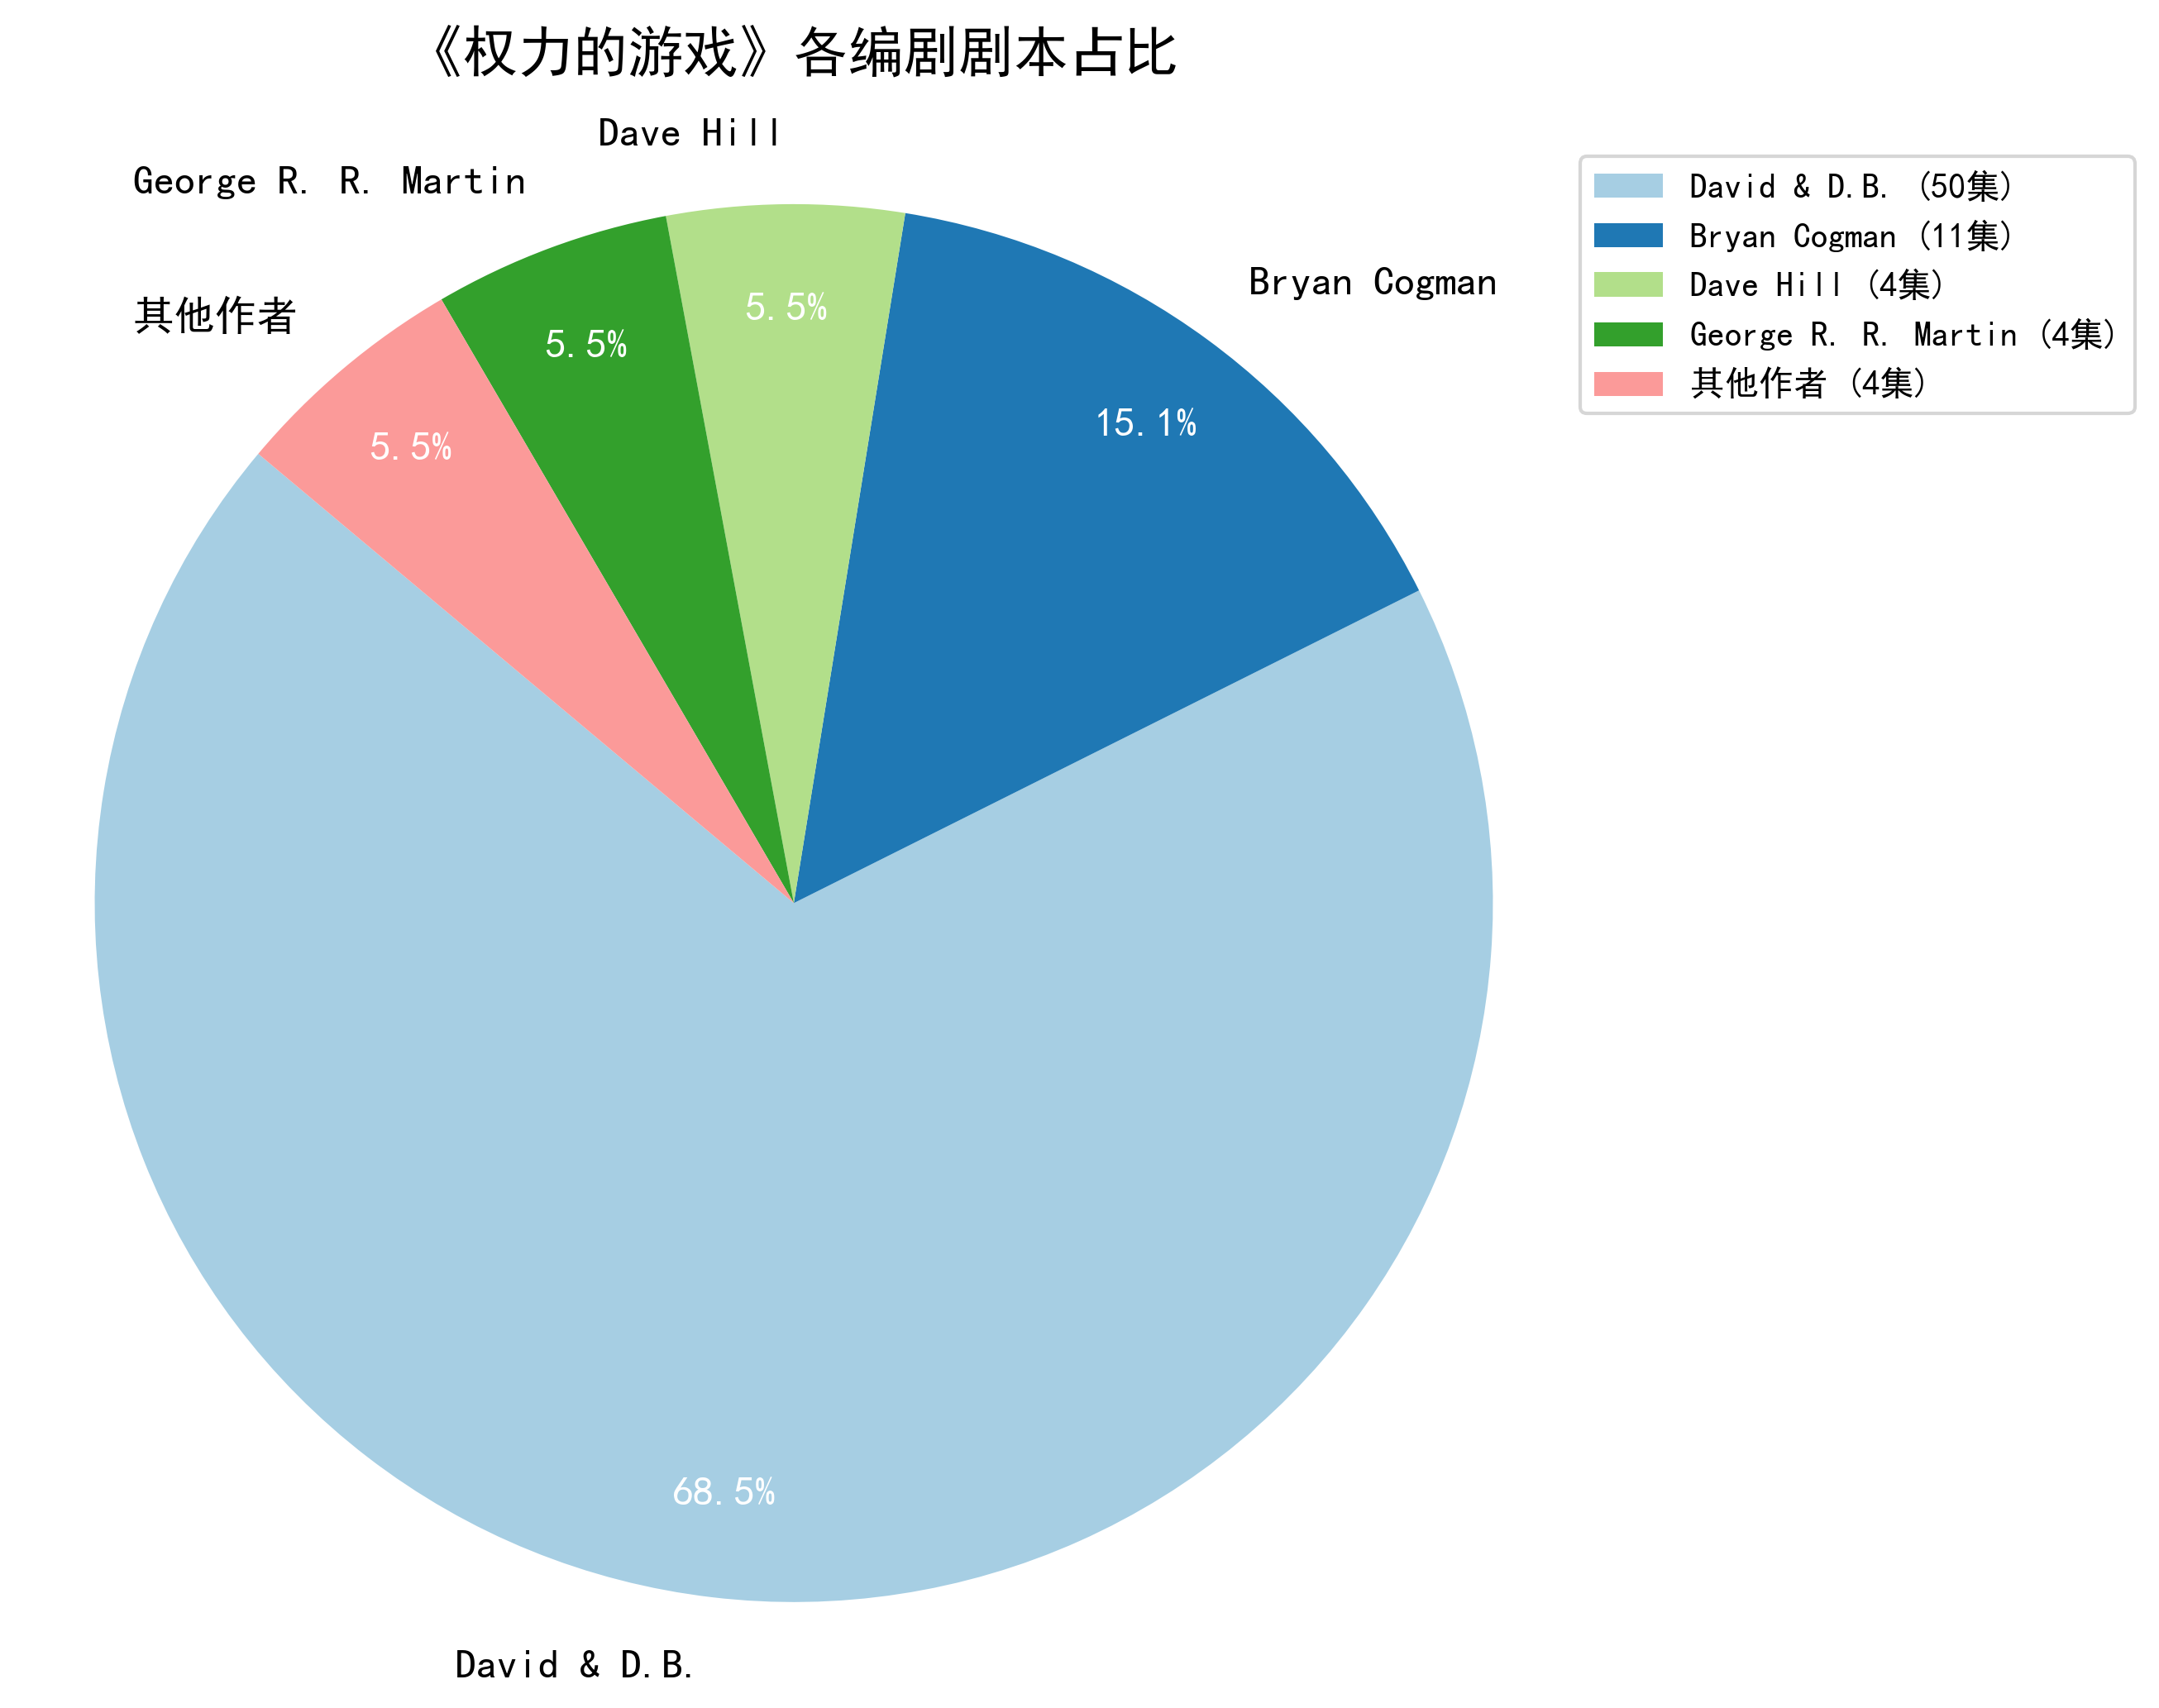 《权力的游戏》各编剧剧本占比
Dave Hill
George R. R. Martin
其他作者
Bryan Cogman
David & D.B. (50集)
Bryan Cogman (11集)
Dave Hill (4集)
George R. R. Martin (4集)
其他作者 (4集)
5.5%
5.5%
5.5%
15.1%
68.5%
David & D.B.